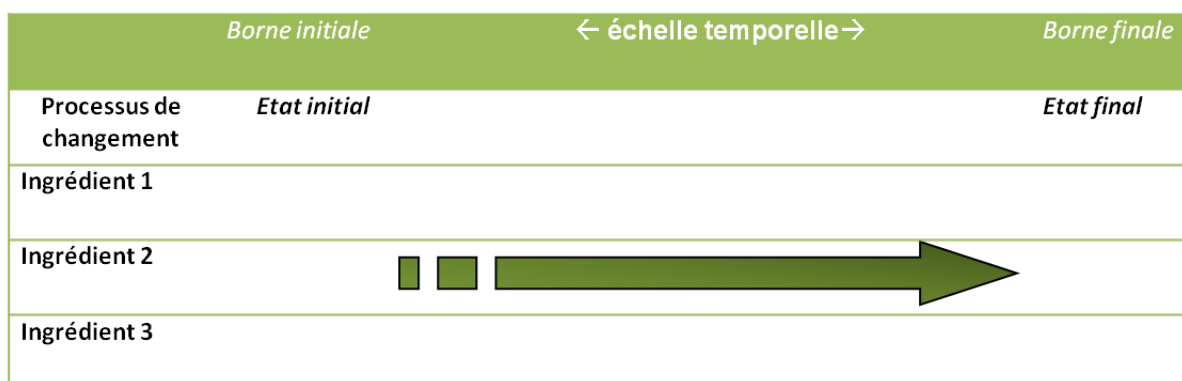 Borne initiale ← échelle temporelle→ Borne finale
Processus de changement Etat initial Etat final
Ingrédient 1
Ingrédient 2
Ingrédient 3